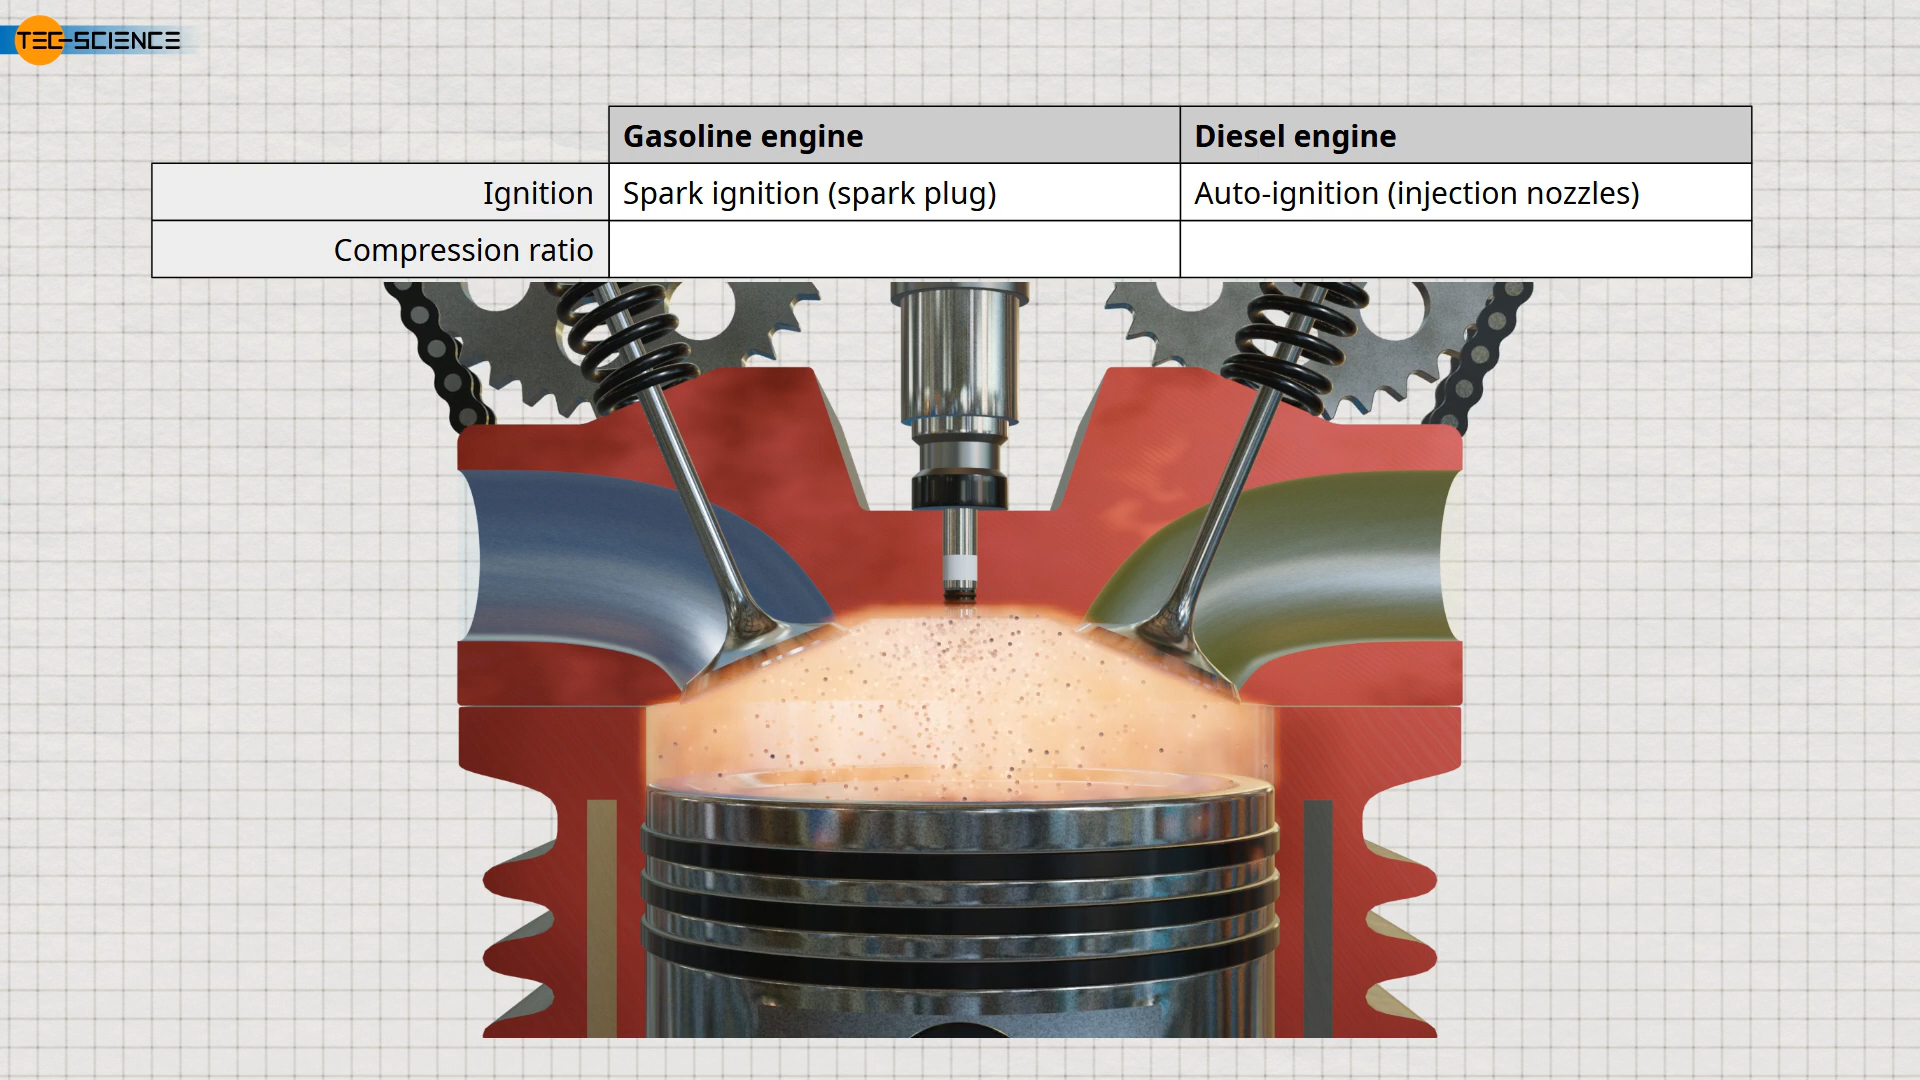 TEC-SCIENCE
Gasoline engine Diesel engine
Ignition Spark ignition (spark plug) Auto-ignition (injection nozzles)
Compression ratio